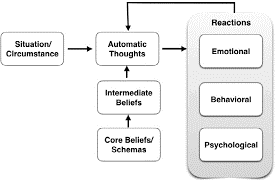 Reactions
Situation/
Circumstance
Automatic
Thoughts
Emotional
Intermediate
Beliefs
Behavioral
Core Beliefs/
Schemas
Psychological